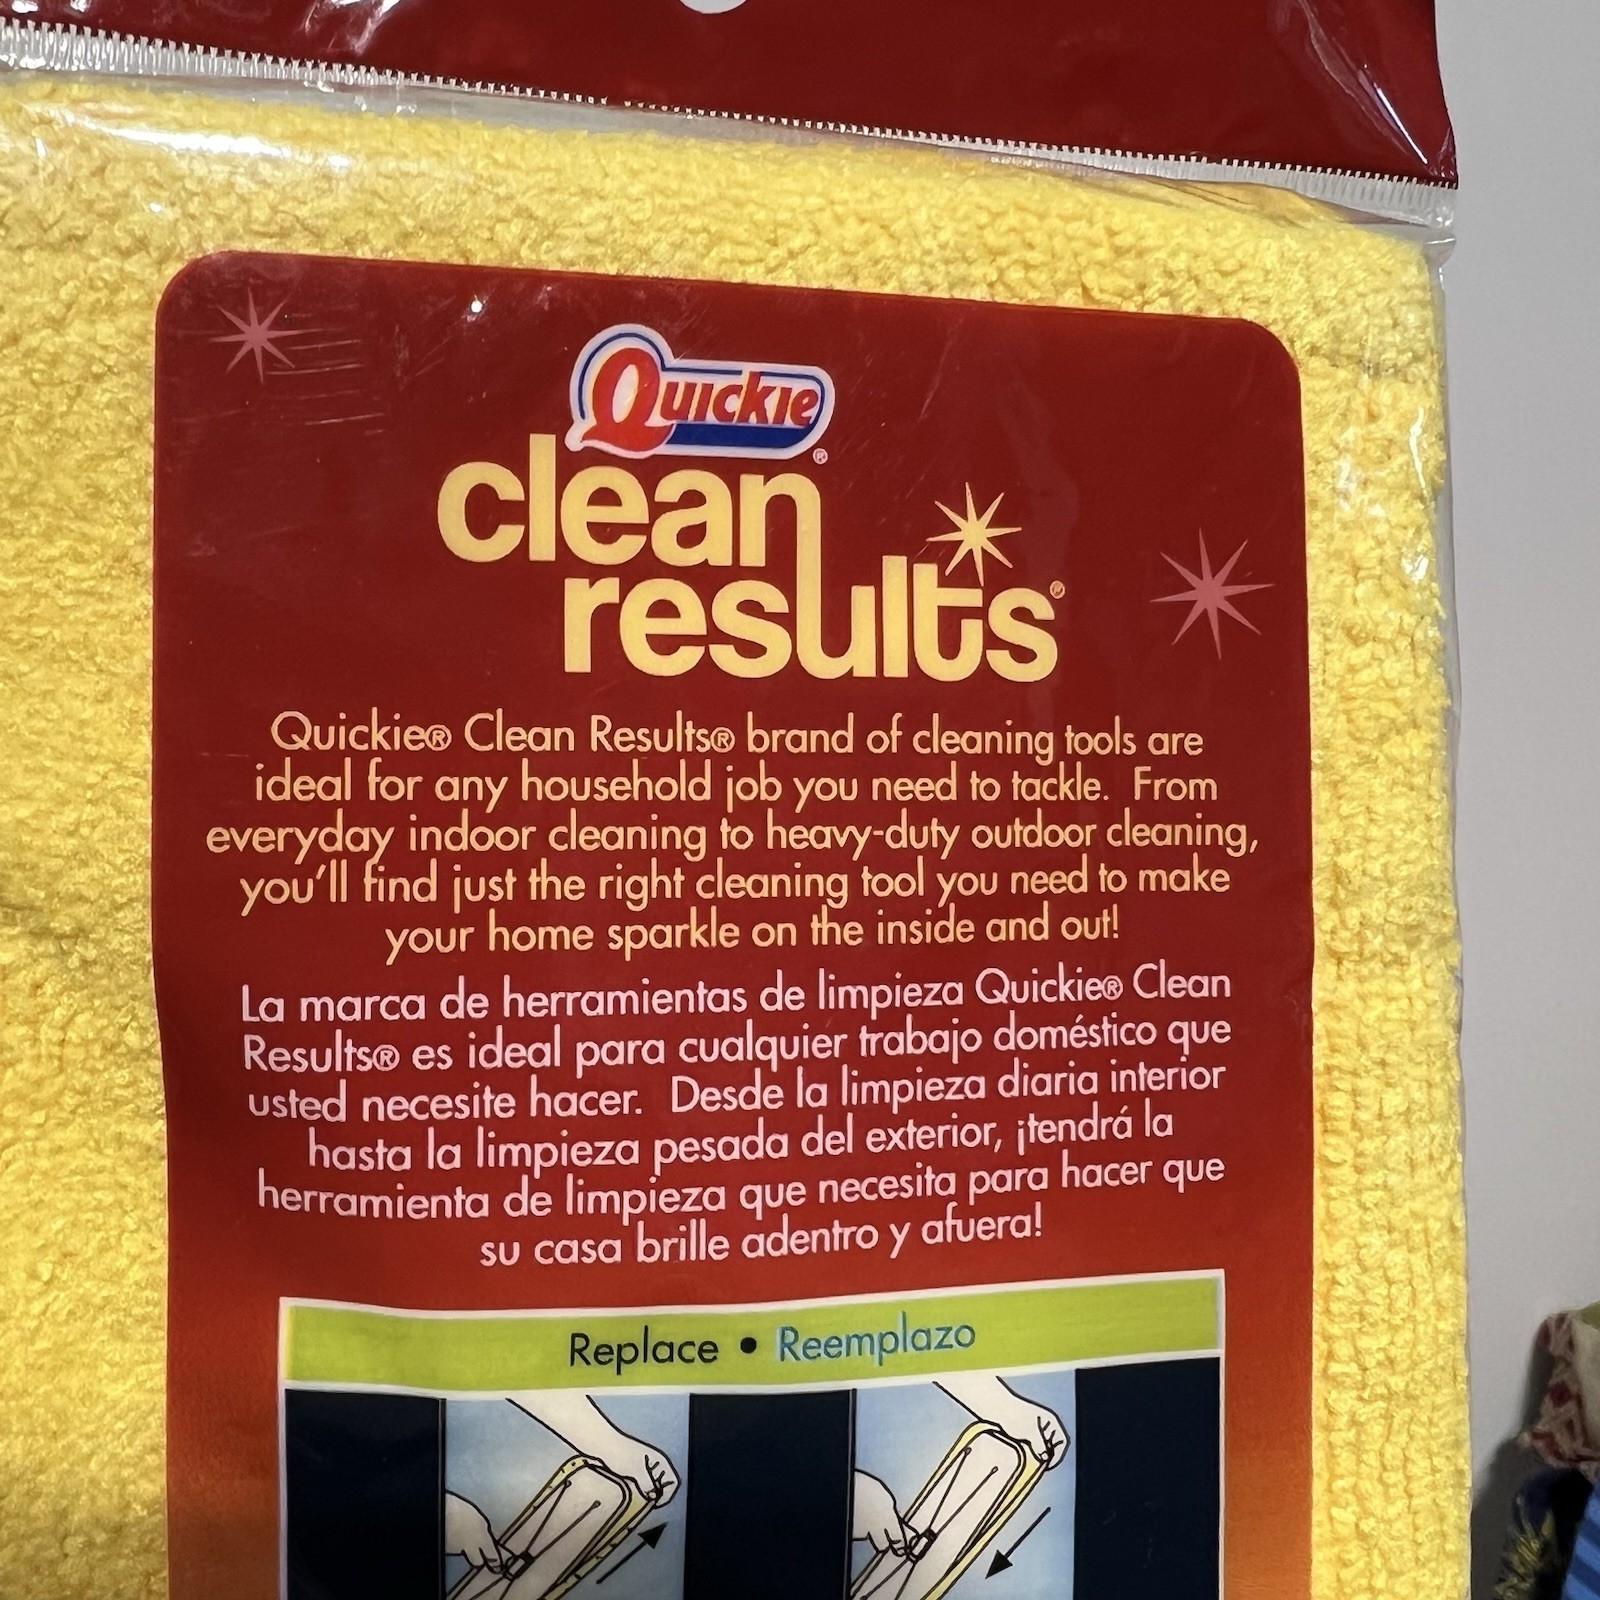 Quickie®
clean
results®
Quickie® Clean Results® brand of cleaning tools are
ideal for any household job you need to tackle. From
everyday indoor cleaning to heavy-duty outdoor cleaning,
you'll find just the right cleaning tool you need to make
your home sparkle on the inside and out!
La marca de herramientas de limpieza Quickie® Clean
Results® es ideal para cualquier trabajo doméstico que
usted necesite hacer. Desde la limpieza diaria interior
hasta la limpieza pesada del exterior, ¡tendrá la
herramienta de limpieza que necesita para hacer que
su casa brille adentro y afuera!
Replace • Reemplazo